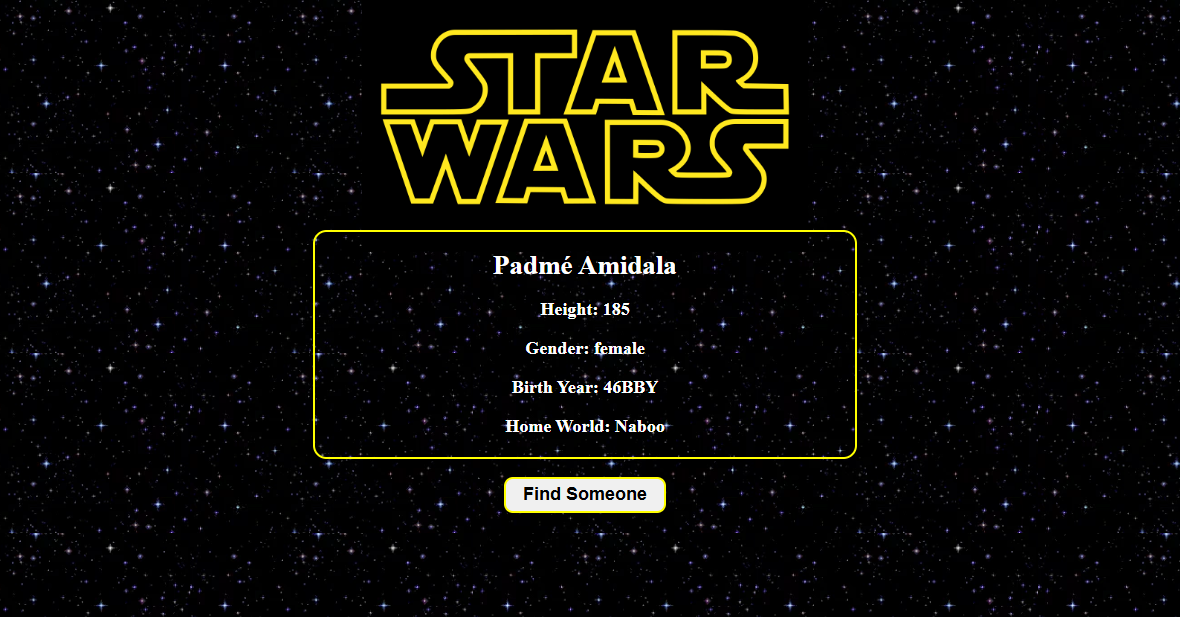 STAR
WARS
Padmé Amidala
Height: 185
Gender: female
Birth Year: 46BBY
Home World: Naboo
Find Someone